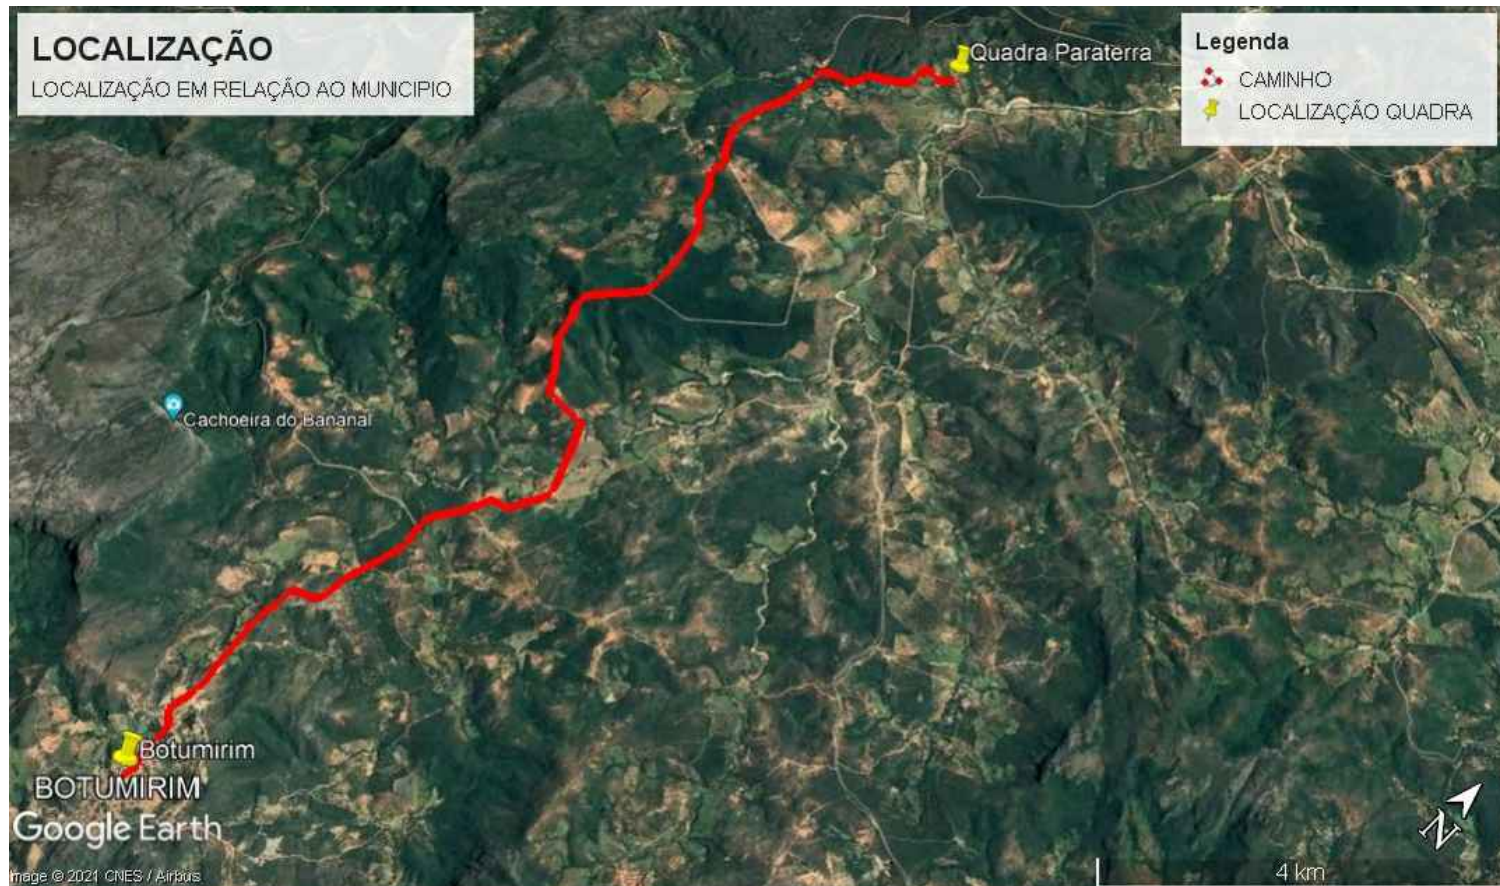 LOCALIZAÇÃO
LOCALIZAÇÃO EM RELAÇÃO AO MUNICIPIO
Quadra Paraterra
Legenda
CAMINHO
LOCALIZAÇÃO QUADRA
Cachoeira do Bananal
Botumirim
BOTUMIRIM
Google Earth
mage © 2021 CNES / Airbus
N
4 km